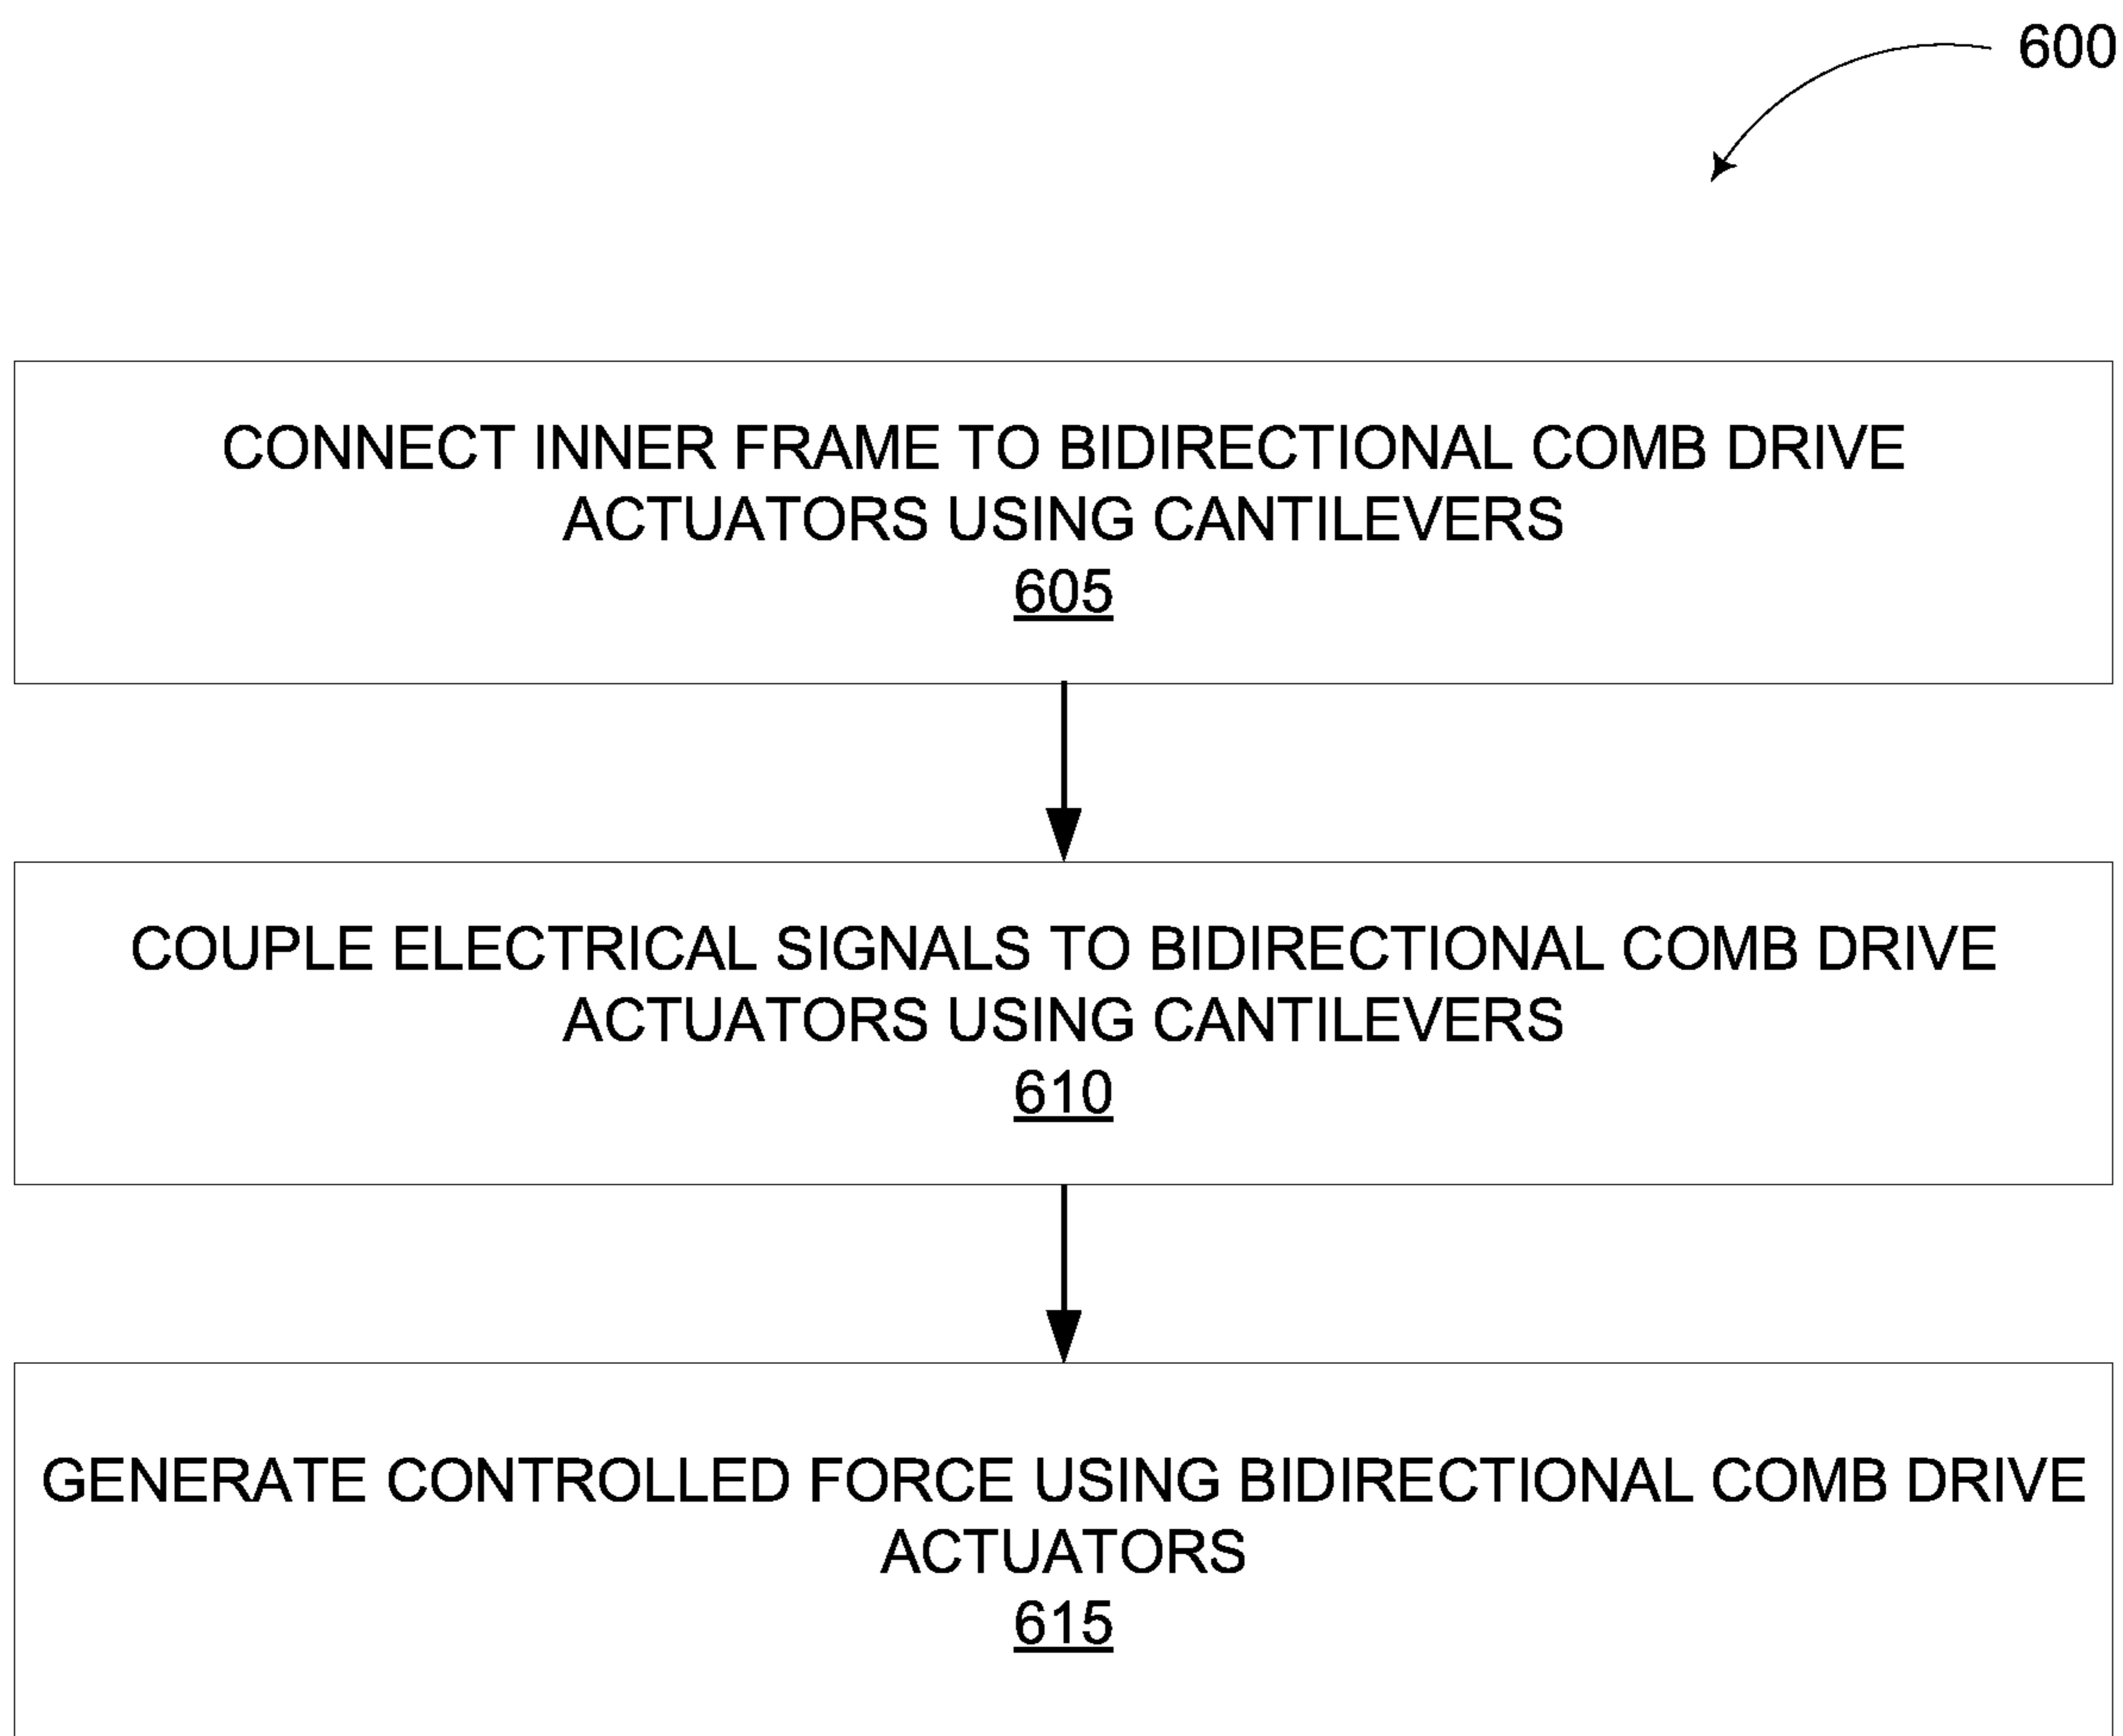 600
CONNECT INNER FRAME TO BIDIRECTIONAL COMB DRIVE
ACTUATORS USING CANTILEVERS
605
COUPLE ELECTRICAL SIGNALS TO BIDIRECTIONAL COMB DRIVE
ACTUATORS USING CANTILEVERS
610
GENERATE CONTROLLED FORCE USING BIDIRECTIONAL COMB DRIVE
ACTUATORS
615